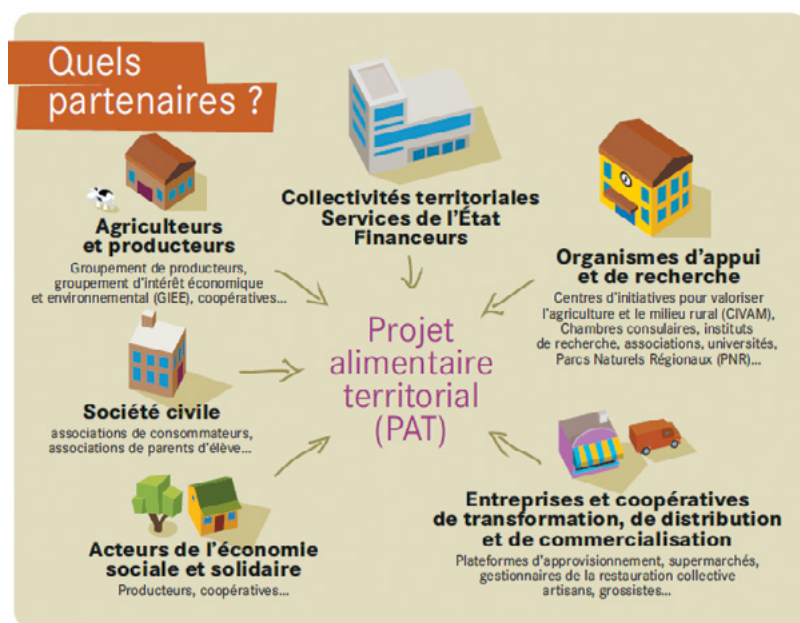 Quels
partenaires ?
Collectivités territoriales
Services de l'État
Financeurs
Agriculteurs
et producteurs
Groupement de producteurs,
groupement d'intérêt économique
et environnemental (GIEE), coopératives...
Organismes d'appui
et de recherche
Centres d'initiatives pour valoriser
l'agriculture et le milieu rural (CIVAM),
Chambres consulaires, instituts
de recherche, associations, universités,
Parcs Naturels Régionaux (PNR)...
Projet
alimentaire
territorial
(PAT)
Société civile
associations de consommateurs,
associations de parents d'élève...
Acteurs de l'économie
sociale et solidaire
Producteurs, coopératives...
Entreprises et coopératives
de transformation, de distribution
et de commercialisation
Plateformes d'approvisionnement, supermarchés,
gestionnaires de la restauration collective
artisans, grossistes...